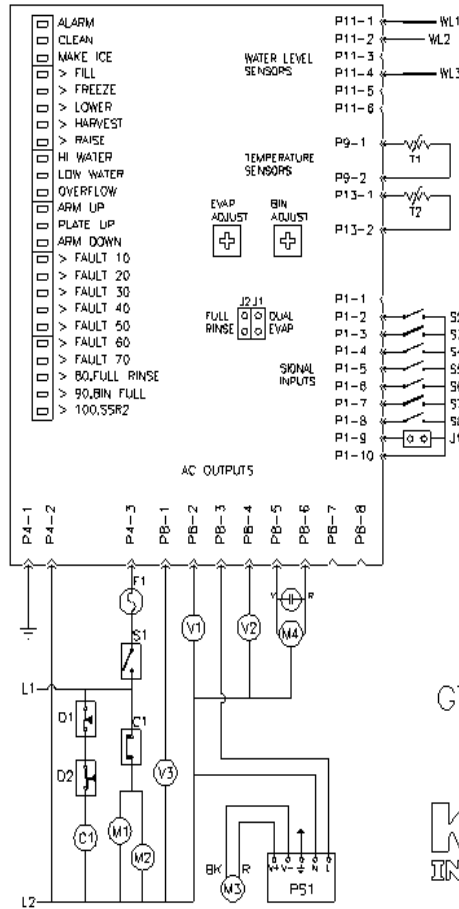 ALARM
CLEAN
MAKE ICE
> FILL
> FREEZE
> LOWER
> HARVEST
> RAISE
HI WATER
LOW WATER
OVERFLOW
ARM UP
PLATE UP
ARM DOWN
> FAULT 10
> FAULT 20
> FAULT 30
> FAULT 40
> FAULT 50
> FAULT 60
> FAULT 70
> 80.FULL RINSE
> 90.BIN FULL
> 100.SSR2
WATER LEVEL
SENSORS
TEMPERATURE
SENSORS
EVAP
ADJUST
BIN
ADJUST
J2 J1
FULL
RINSE
DUAL
EVAP
SIGNAL
INPUTS
AC OUTPUTS
P11-1
WL1
P11-2
WL2
P11-3
P11-4
WL3
P11-5
P11-6
P9-1
T1
P9-2
P13-1
T2
P13-2
P1-1
P1-2
P1-3
P1-4
S4
P1-5
S5
P1-6
S6
P1-7
P1-8
P1-9
P1-10
P4-1
P4-2
P4-3
P8-1
P6-2
P8-3
P6-4
P8-5
P8-6
P6-7
P6-8
F1
S1
V1
V2
Y
R
M4
L1
D1
D2
C1
V3
C1
M1
M2
L2
BK
R
M3
V+
V-
N
L
PS1